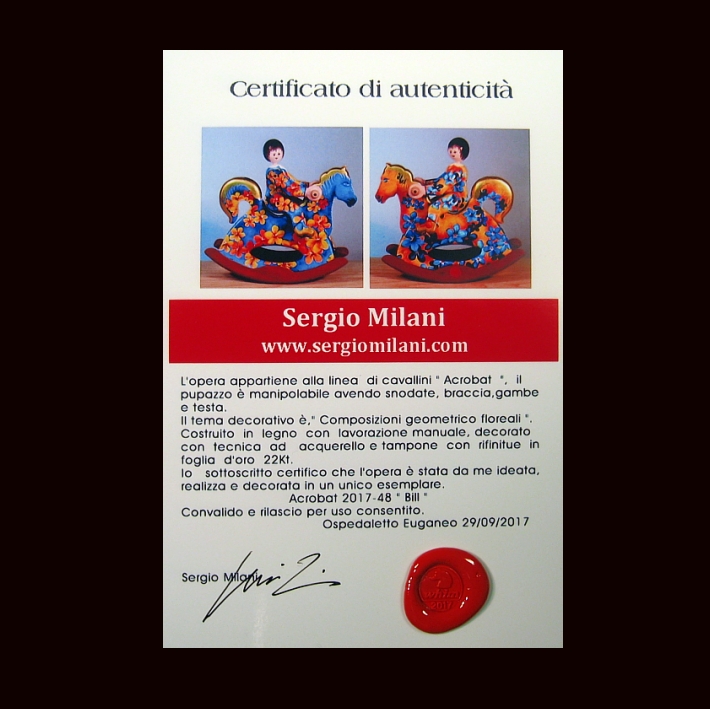 Certificato di autenticità
Sergio Milani
www.sergiomilani.com
L'opera appartiene alla linea di cavallini " Acrobat ", il
pupazzo è manipolabile avendo snodate, braccia,gambe
e testa.
Il tema decorativo è," Composizioni geometrico floreali ".
Costruito in legno con lavorazione manuale, decorato
con tecnica ad acquerello e tampone con rifinitue in
foglia d'oro 22Kt.
Io sottoscritto certifico che l'opera è stata da me ideata,
realizza e decorata in un unico esemplare.
Acrobat 2017-48 " Bill "
Convalido e rilascio per uso consentito.
Ospedaletto Euganeo 29/09/2017
Sergio Milani